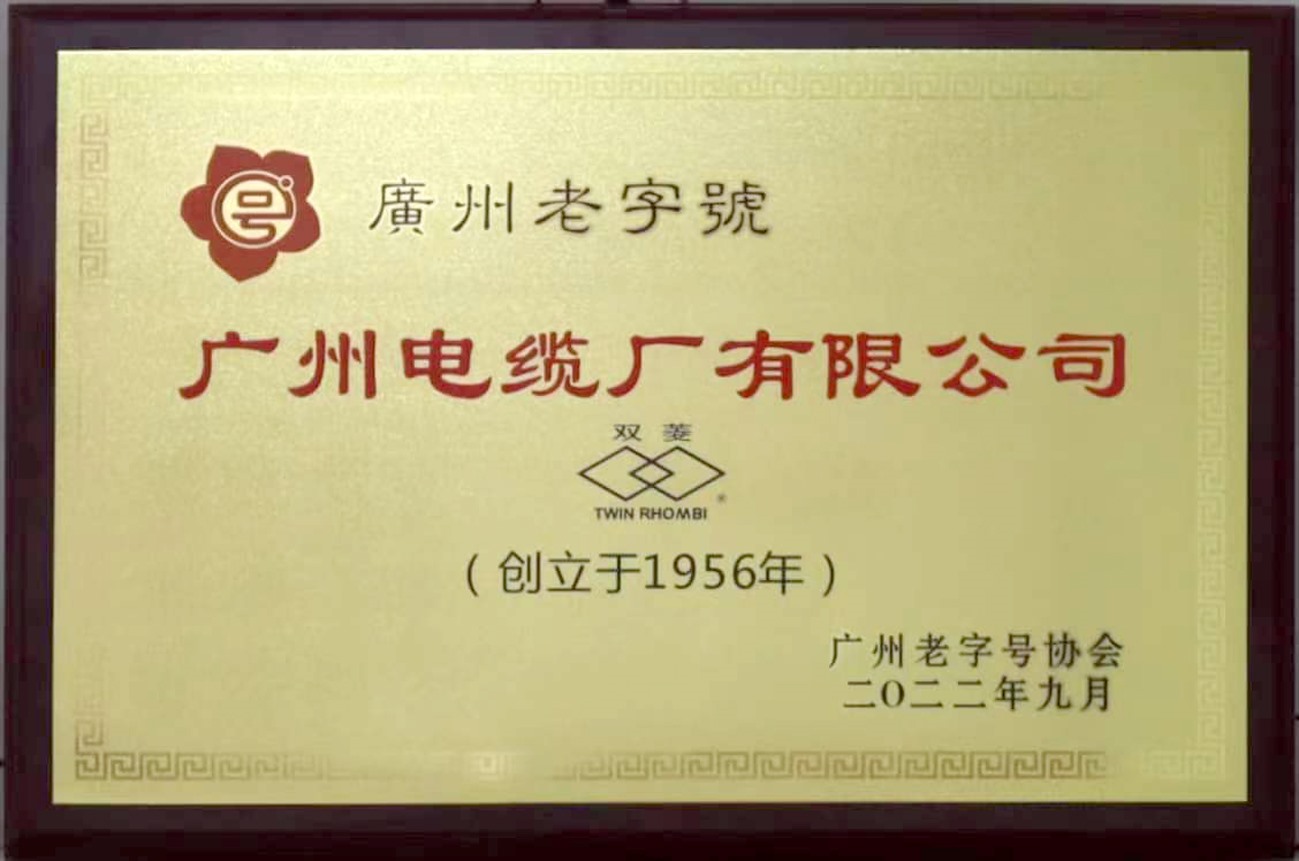 号
廣州老字號
广州电缆厂有限公司
双菱
®
TWIN RHOMBI
（创立于1956年）
广州老字号协会
二〇二二年九月